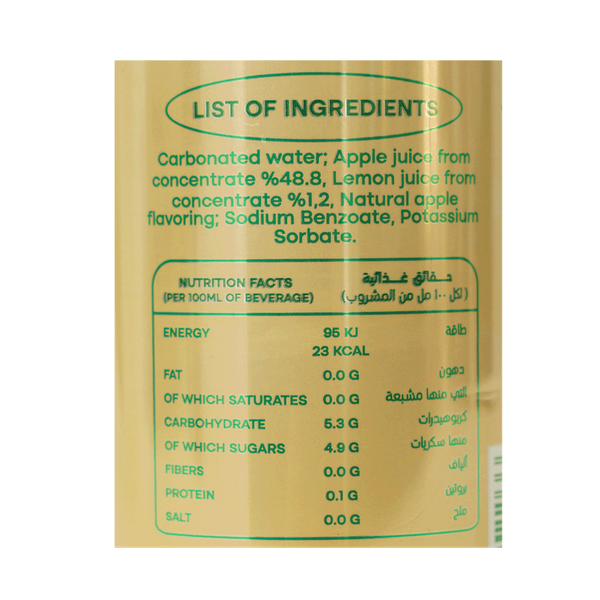 LIST OF INGREDIENTS
Carbonated water; Apple juice from
concentrate %48.8, Lemon juice from
concentrate %1,2, Natural apple
flavoring; Sodium Benzoate, Potassium
Sorbate.
NUTRITION FACTS حـقـائق غـذائـية
(PER 100ML OF BEVERAGE) (لكل ١٠٠ مل من المشروب)
ENERGY 95 KJ طاقة
23 KCAL
FAT 0.0 G دهون
OF WHICH SATURATES 0.0 G التي منها مشبعة
CARBOHYDRATE 5.3 G كربوهيدرات
OF WHICH SUGARS 4.9 G منها سكريات
FIBERS 0.0 G ألياف
PROTEIN 0.1 G بروتين
SALT 0.0 G ملح